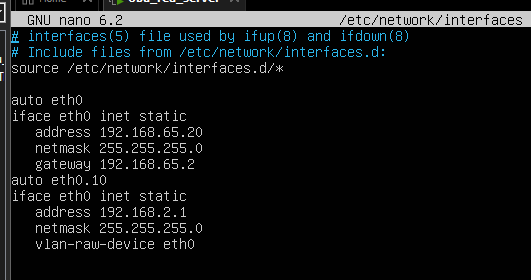 GNU nano 6.2 /etc/network/interfaces
# interfaces(5) file used by ifup(8) and ifdown(8)
# Include files from /etc/network/interfaces.d:
source /etc/network/interfaces.d/*
auto eth0
iface eth0 inet static
address 192.168.65.20
netmask 255.255.255.0
gateway 192.168.65.2
auto eth0.10
iface eth0 inet static
address 192.168.2.1
netmask 255.255.255.0
vlan-raw-device eth0